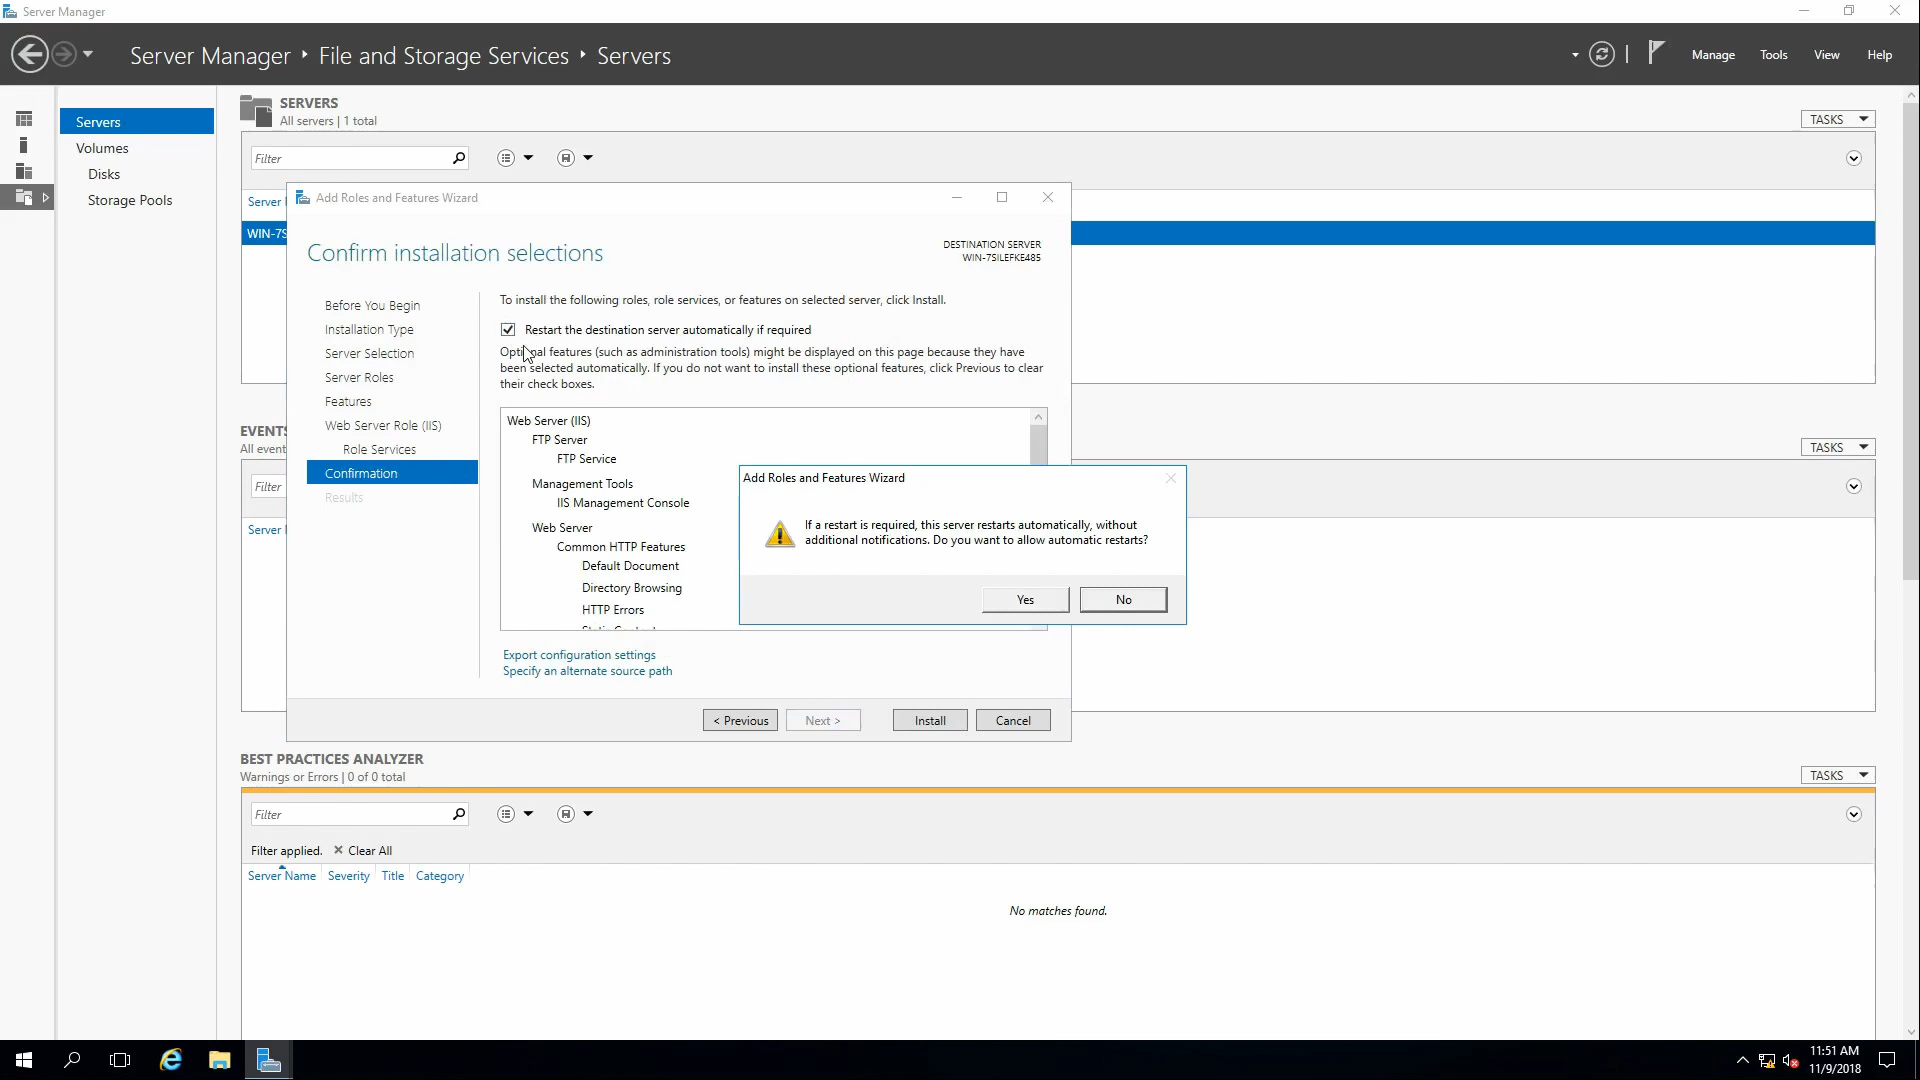 Server Manager
Server Manager ‣ File and Storage Services ‣ Servers
Manage Tools View Help
Servers
Volumes
Disks
Storage Pools
SERVERS
All servers | 1 total
TASKS
Filter
Server
WIN-7S
Add Roles and Features Wizard
Confirm installation selections
DESTINATION SERVER
WIN-7SILEFKE485
Before You Begin
Installation Type
Server Selection
Server Roles
Features
Web Server Role (IIS)
Role Services
Confirmation
Results
To install the following roles, role services, or features on selected server, click Install.
Restart the destination server automatically if required
Optional features (such as administration tools) might be displayed on this page because they have
been selected automatically. If you do not want to install these optional features, click Previous to clear
their check boxes.
Web Server (IIS)
FTP Server
FTP Service
Management Tools
IIS Management Console
Web Server
Common HTTP Features
Default Document
Directory Browsing
HTTP Errors
Add Roles and Features Wizard
If a restart is required, this server restarts automatically, without
additional notifications. Do you want to allow automatic restarts?
Yes No
Export configuration settings
Specify an alternate source path
< Previous Next > Install Cancel
EVENTS
All event
TASKS
Filter
Server
BEST PRACTICES ANALYZER
Warnings or Errors | 0 of 0 total
TASKS
Filter
Filter applied. Clear All
Server Name Severity Title Category
No matches found.
11:51 AM
11/9/2018